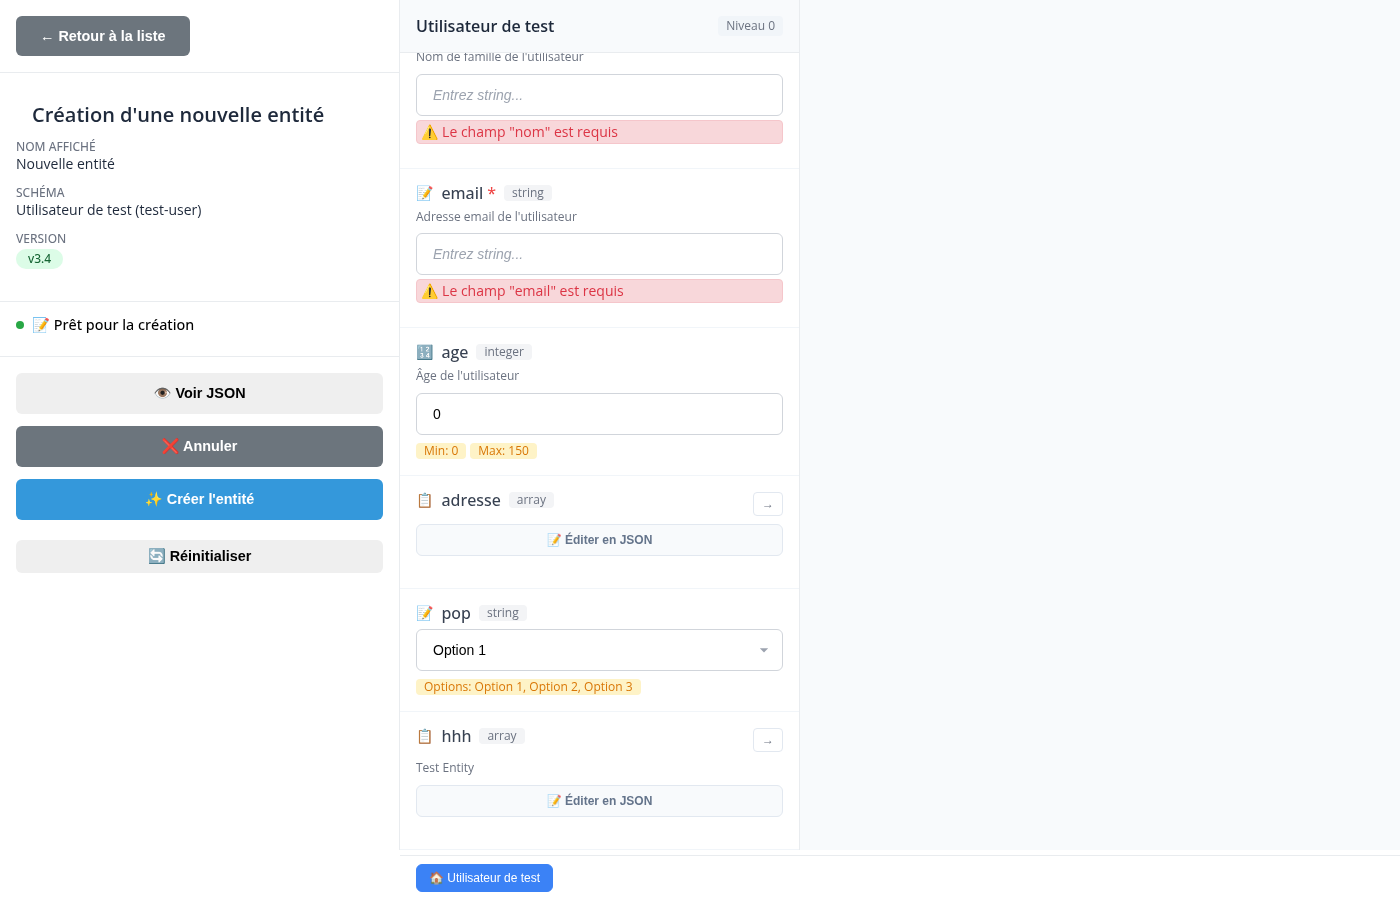 ← Retour à la liste
Création d'une nouvelle entité
NOM AFFICHÉ
Nouvelle entité
SCHÉMA
Utilisateur de test (test-user)
VERSION
v3.4
Prêt pour la création
Voir JSON
Annuler
Créer l'entité
Réinitialiser
Utilisateur de test
Niveau 0
Nom de famille de l'utilisateur
Entrez string...
Le champ "nom" est requis
email * string
Adresse email de l'utilisateur
Entrez string...
Le champ "email" est requis
age integer
Âge de l'utilisateur
0
Min: 0 Max: 150
adresse array →
Éditer en JSON
pop string
Option 1
Options: Option 1, Option 2, Option 3
hhh array →
Test Entity
Éditer en JSON
Utilisateur de test